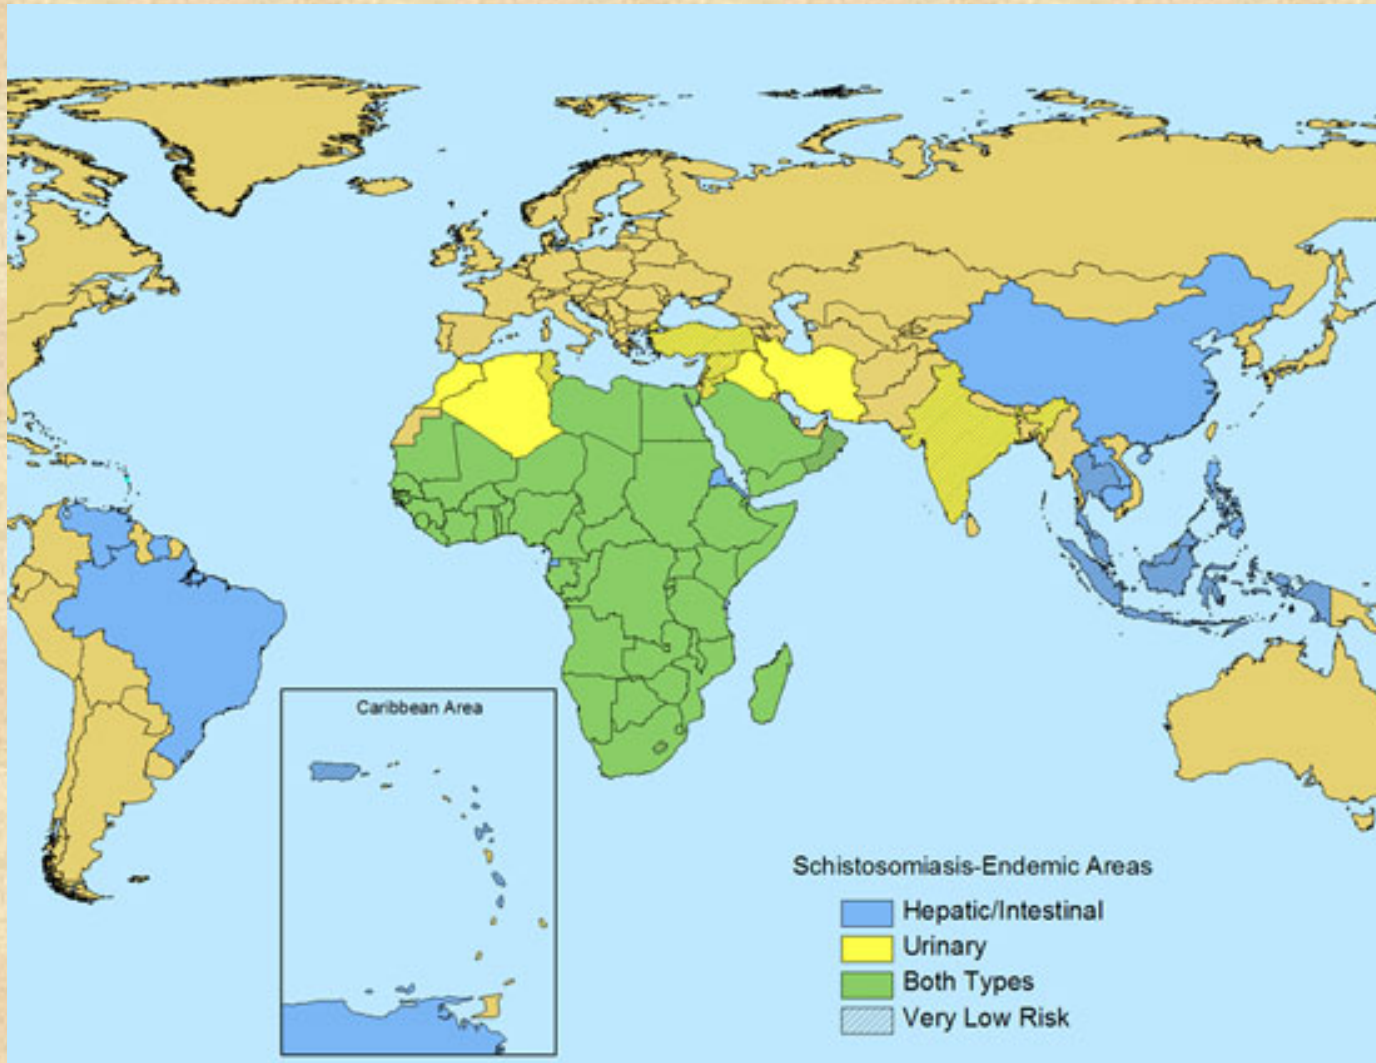 Caribbean Area
Schistosomiasis-Endemic Areas
Hepatic/Intestinal
Urinary
Both Types
Very Low Risk